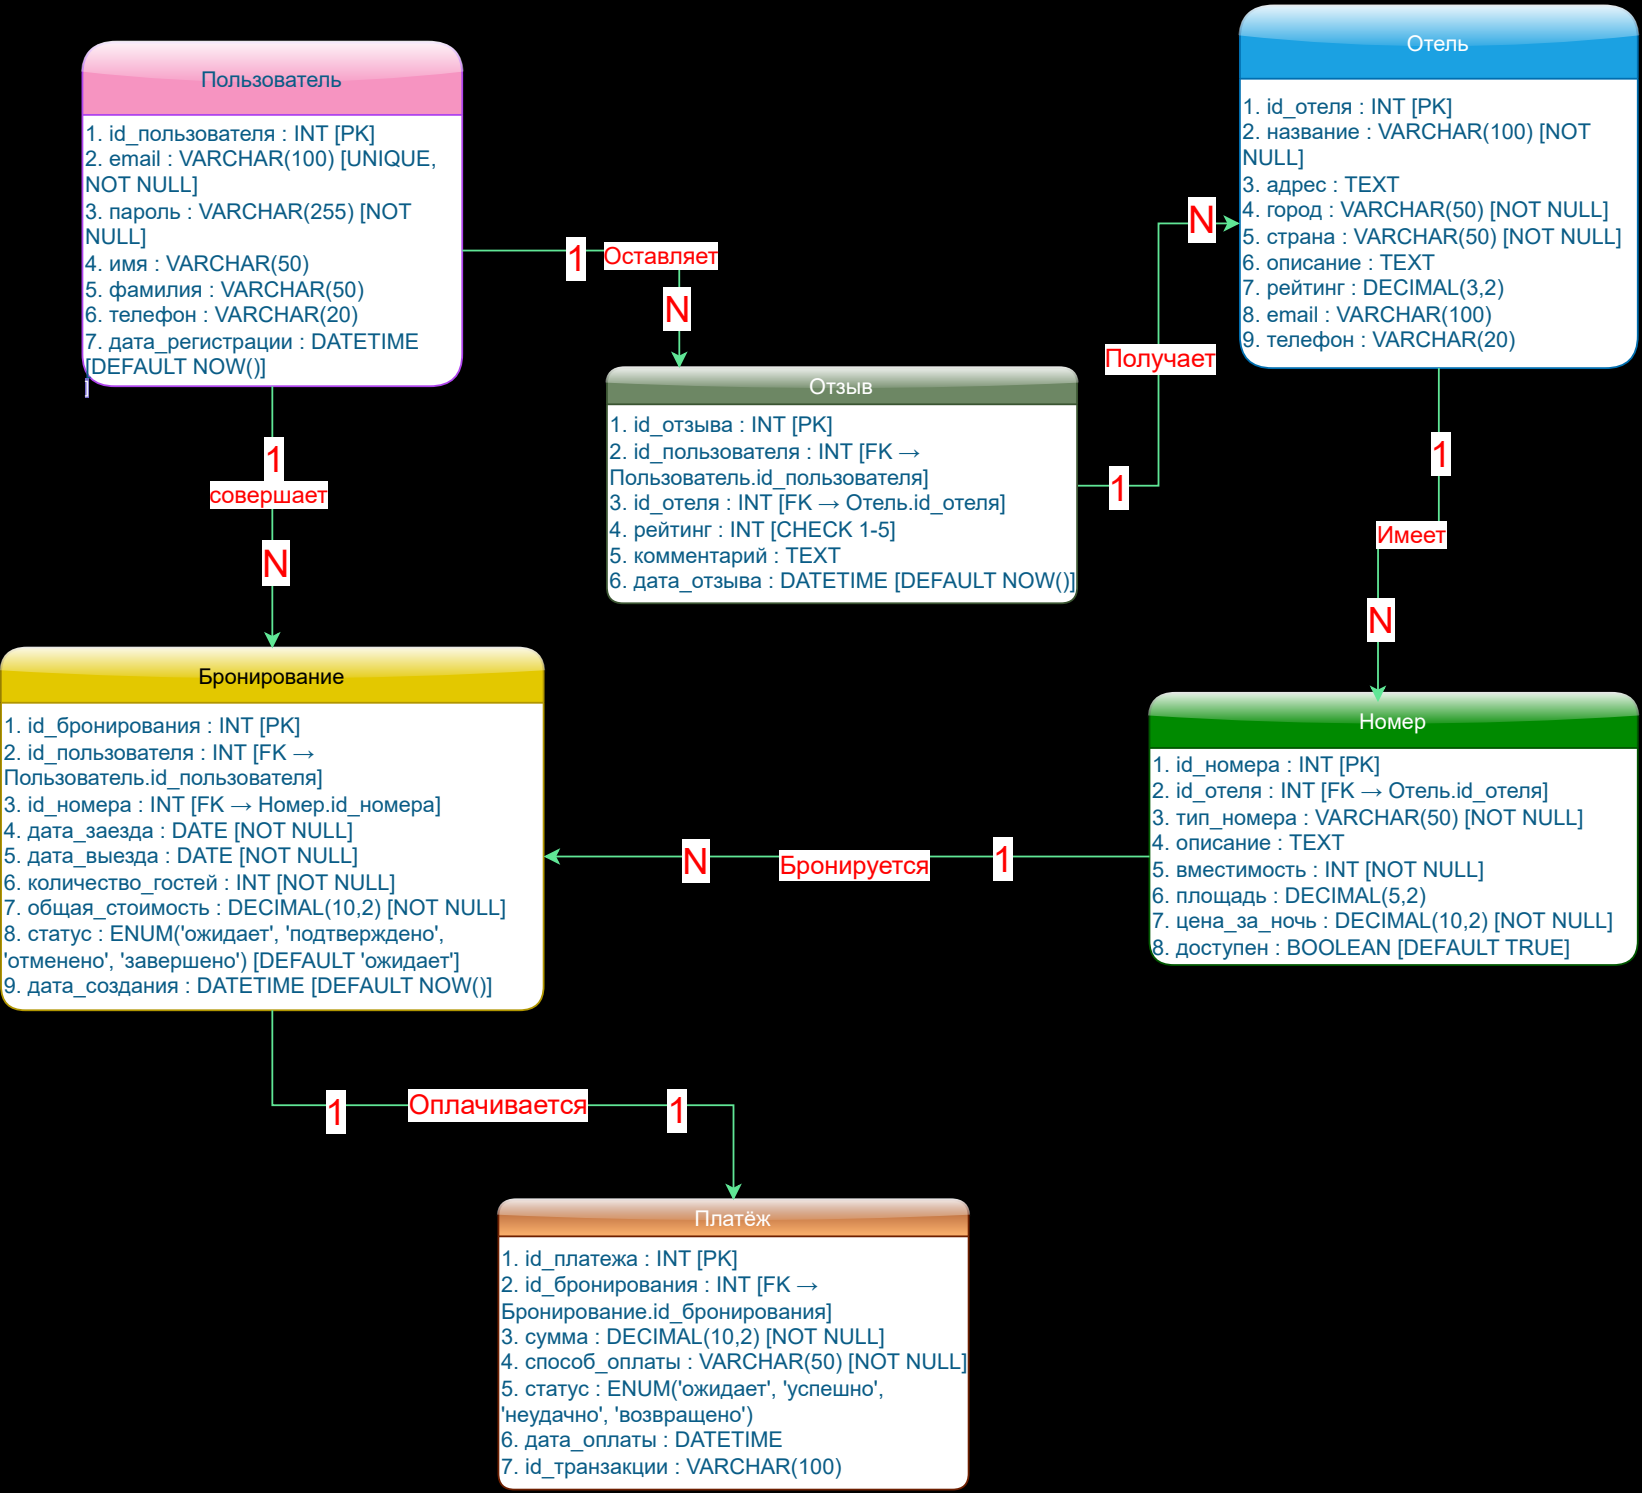 Пользователь
1. id_пользователя : INT [PK]
2. email : VARCHAR(100) [UNIQUE,
NOT NULL]
3. пароль : VARCHAR(255) [NOT
NULL]
4. имя : VARCHAR(50)
5. фамилия : VARCHAR(50)
6. телефон : VARCHAR(20)
7. дата_регистрации : DATETIME
[DEFAULT NOW()]
]
Отель
1. id_отеля : INT [PK]
2. название : VARCHAR(100) [NOT
NULL]
3. адрес : TEXT
4. город : VARCHAR(50) [NOT NULL]
5. страна : VARCHAR(50) [NOT NULL]
6. описание : TEXT
7. рейтинг : DECIMAL(3,2)
8. email : VARCHAR(100)
9. телефон : VARCHAR(20)
1
Оставляет
N
Отзыв
1. id_отзыва : INT [PK]
2. id_пользователя : INT [FK →
Пользователь.id_пользователя]
3. id_отеля : INT [FK → Отель.id_отеля]
4. рейтинг : INT [CHECK 1-5]
5. комментарий : TEXT
6. дата_отзыва : DATETIME [DEFAULT NOW()]
N
Получает
1
1
совершает
N
1
Имеет
N
Бронирование
1. id_бронирования : INT [PK]
2. id_пользователя : INT [FK →
Пользователь.id_пользователя]
3. id_номера : INT [FK → Номер.id_номера]
4. дата_заезда : DATE [NOT NULL]
5. дата_выезда : DATE [NOT NULL]
6. количество_гостей : INT [NOT NULL]
7. общая_стоимость : DECIMAL(10,2) [NOT NULL]
8. статус : ENUM('ожидает', 'подтверждено',
'отменено', 'завершено') [DEFAULT 'ожидает']
9. дата_создания : DATETIME [DEFAULT NOW()]
N
Бронируется
1
Номер
1. id_номера : INT [PK]
2. id_отеля : INT [FK → Отель.id_отеля]
3. тип_номера : VARCHAR(50) [NOT NULL]
4. описание : TEXT
5. вместимость : INT [NOT NULL]
6. площадь : DECIMAL(5,2)
7. цена_за_ночь : DECIMAL(10,2) [NOT NULL]
8. доступен : BOOLEAN [DEFAULT TRUE]
1
Оплачивается
1
Платёж
1. id_платежа : INT [PK]
2. id_бронирования : INT [FK →
Бронирование.id_бронирования]
3. сумма : DECIMAL(10,2) [NOT NULL]
4. способ_оплаты : VARCHAR(50) [NOT NULL]
5. статус : ENUM('ожидает', 'успешно',
'неудачно', 'возвращено')
6. дата_оплаты : DATETIME
7. id_транзакции : VARCHAR(100)